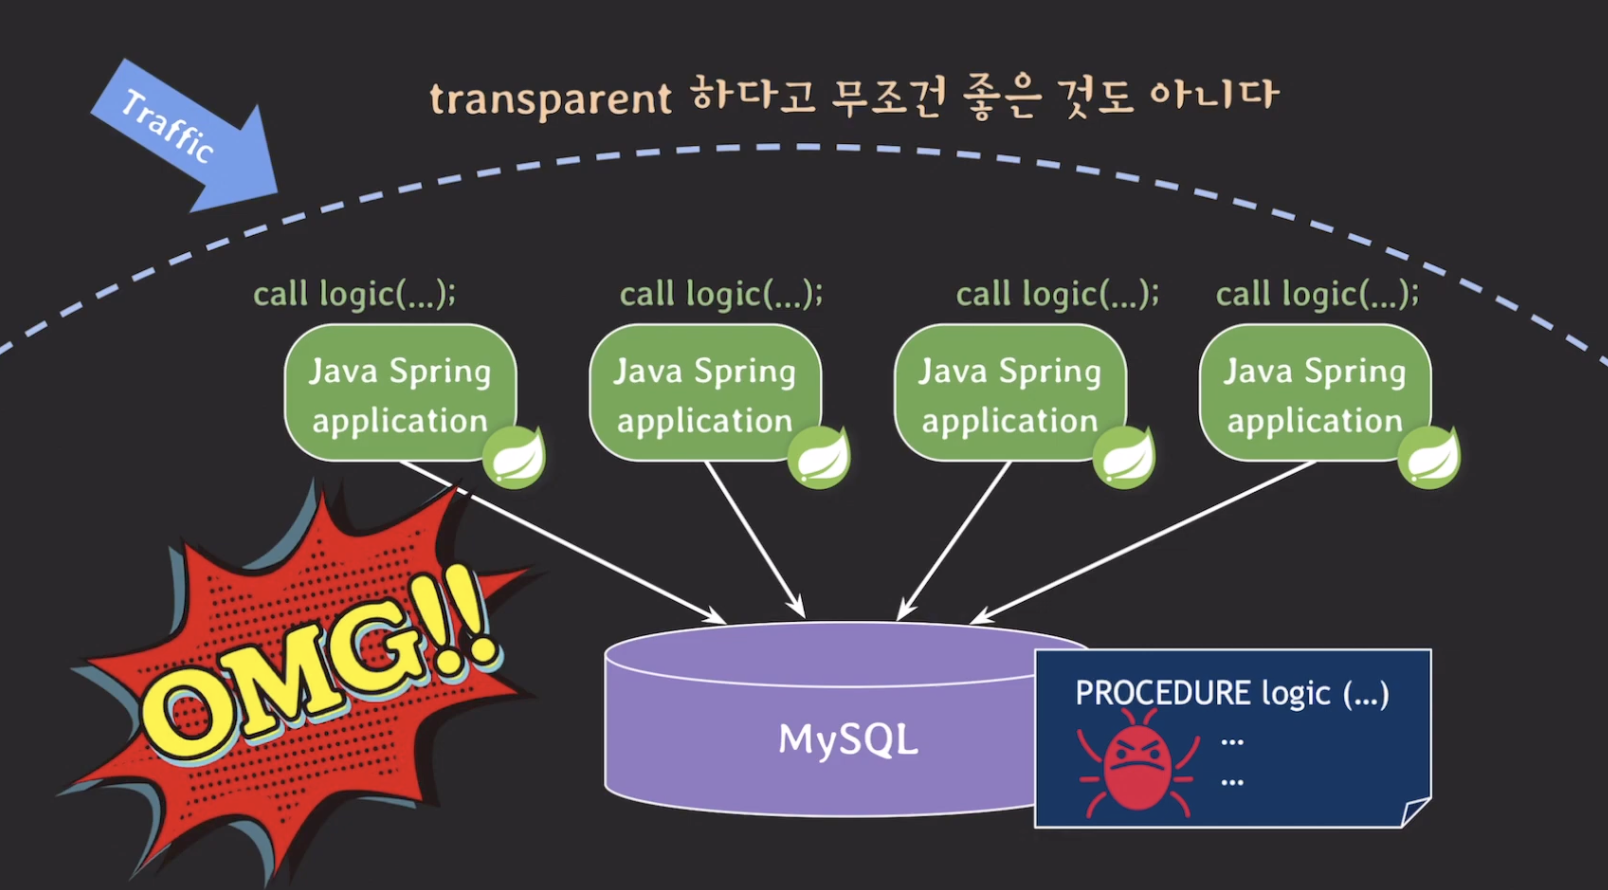 Traffic
transparent 하다고 무조건 좋은 것도 아니다
call logic(...);
call logic(...);
call logic(...);
call logic(...);
Java Spring
application
Java Spring
application
Java Spring
application
Java Spring
application
OMG!!
MySQL
PROCEDURE logic (...)
...
...